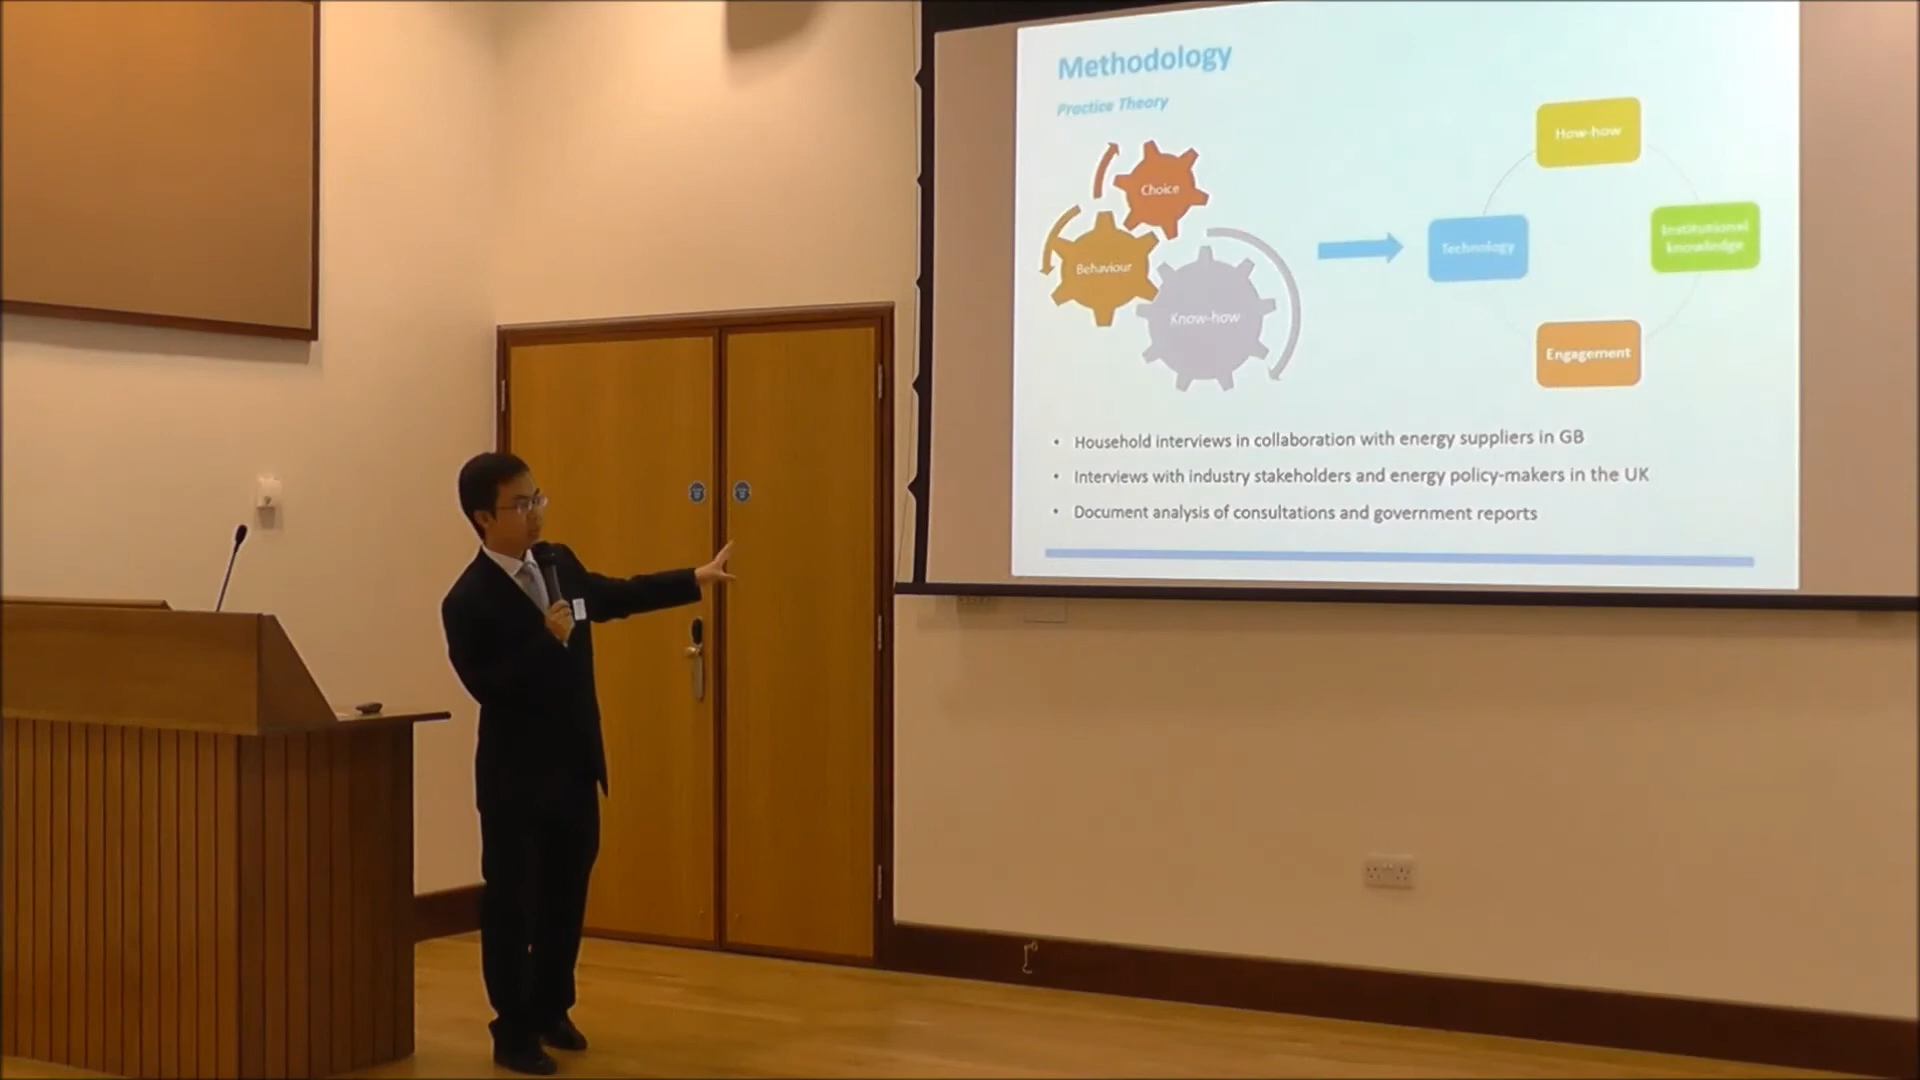 Methodology
Practice Theory
Choice
Behaviour
Know-how
How-how
Technology
Institutional
knowledge
Engagement
• Household interviews in collaboration with energy suppliers in GB
• Interviews with industry stakeholders and energy policy-makers in the UK
• Document analysis of consultations and government reports